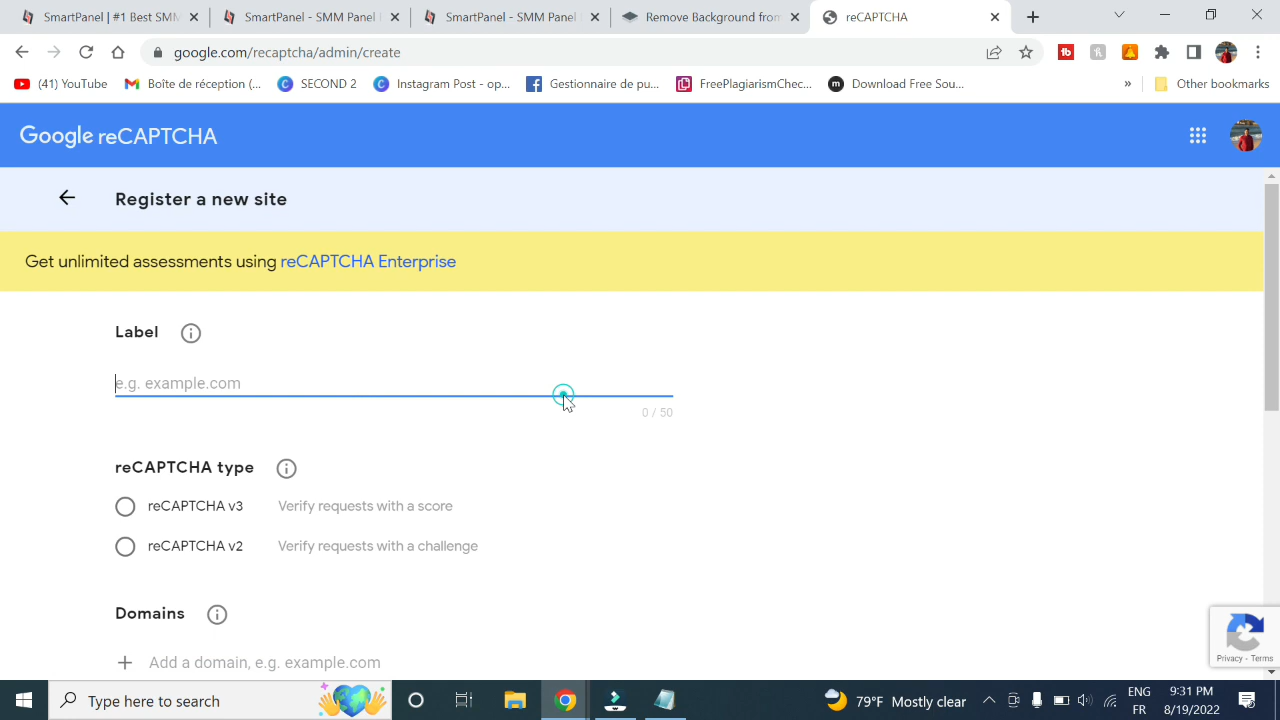 SmartPanel | #1 Best SMM
SmartPanel - SMM Panel
SmartPanel - SMM Panel
Remove Background from
reCAPTCHA
google.com/recaptcha/admin/create
(41) YouTube
Boîte de réception (...
SECOND 2
Instagram Post - op...
Gestionnaire de pu...
FreePlagiarismChec...
Download Free Sou...
»
Other bookmarks
Google reCAPTCHA
Register a new site
Get unlimited assessments using reCAPTCHA Enterprise
Label
e.g. example.com
0 / 50
reCAPTCHA type
reCAPTCHA v3 Verify requests with a score
reCAPTCHA v2 Verify requests with a challenge
Domains
Add a domain, e.g. example.com
Privacy - Terms
Type here to search
79°F Mostly clear
ENG
FR
9:31 PM
8/19/2022